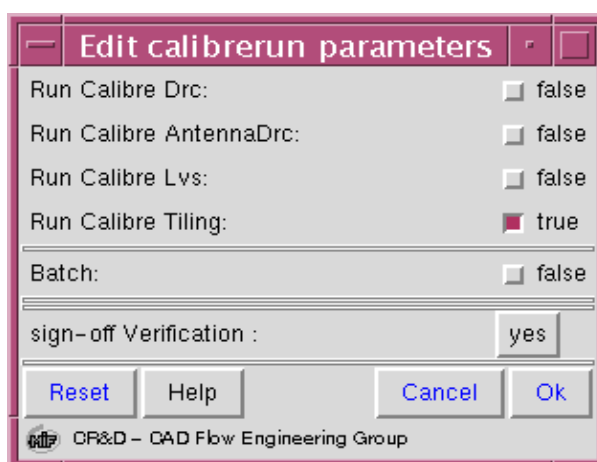 Edit calibrerun parameters
Run Calibre Drc: false
Run Calibre AntennaDrc: false
Run Calibre Lvs: false
Run Calibre Tiling: true
Batch: false
sign-off Verification : yes
Reset Help Cancel Ok
CR&D - CAD Flow Engineering Group